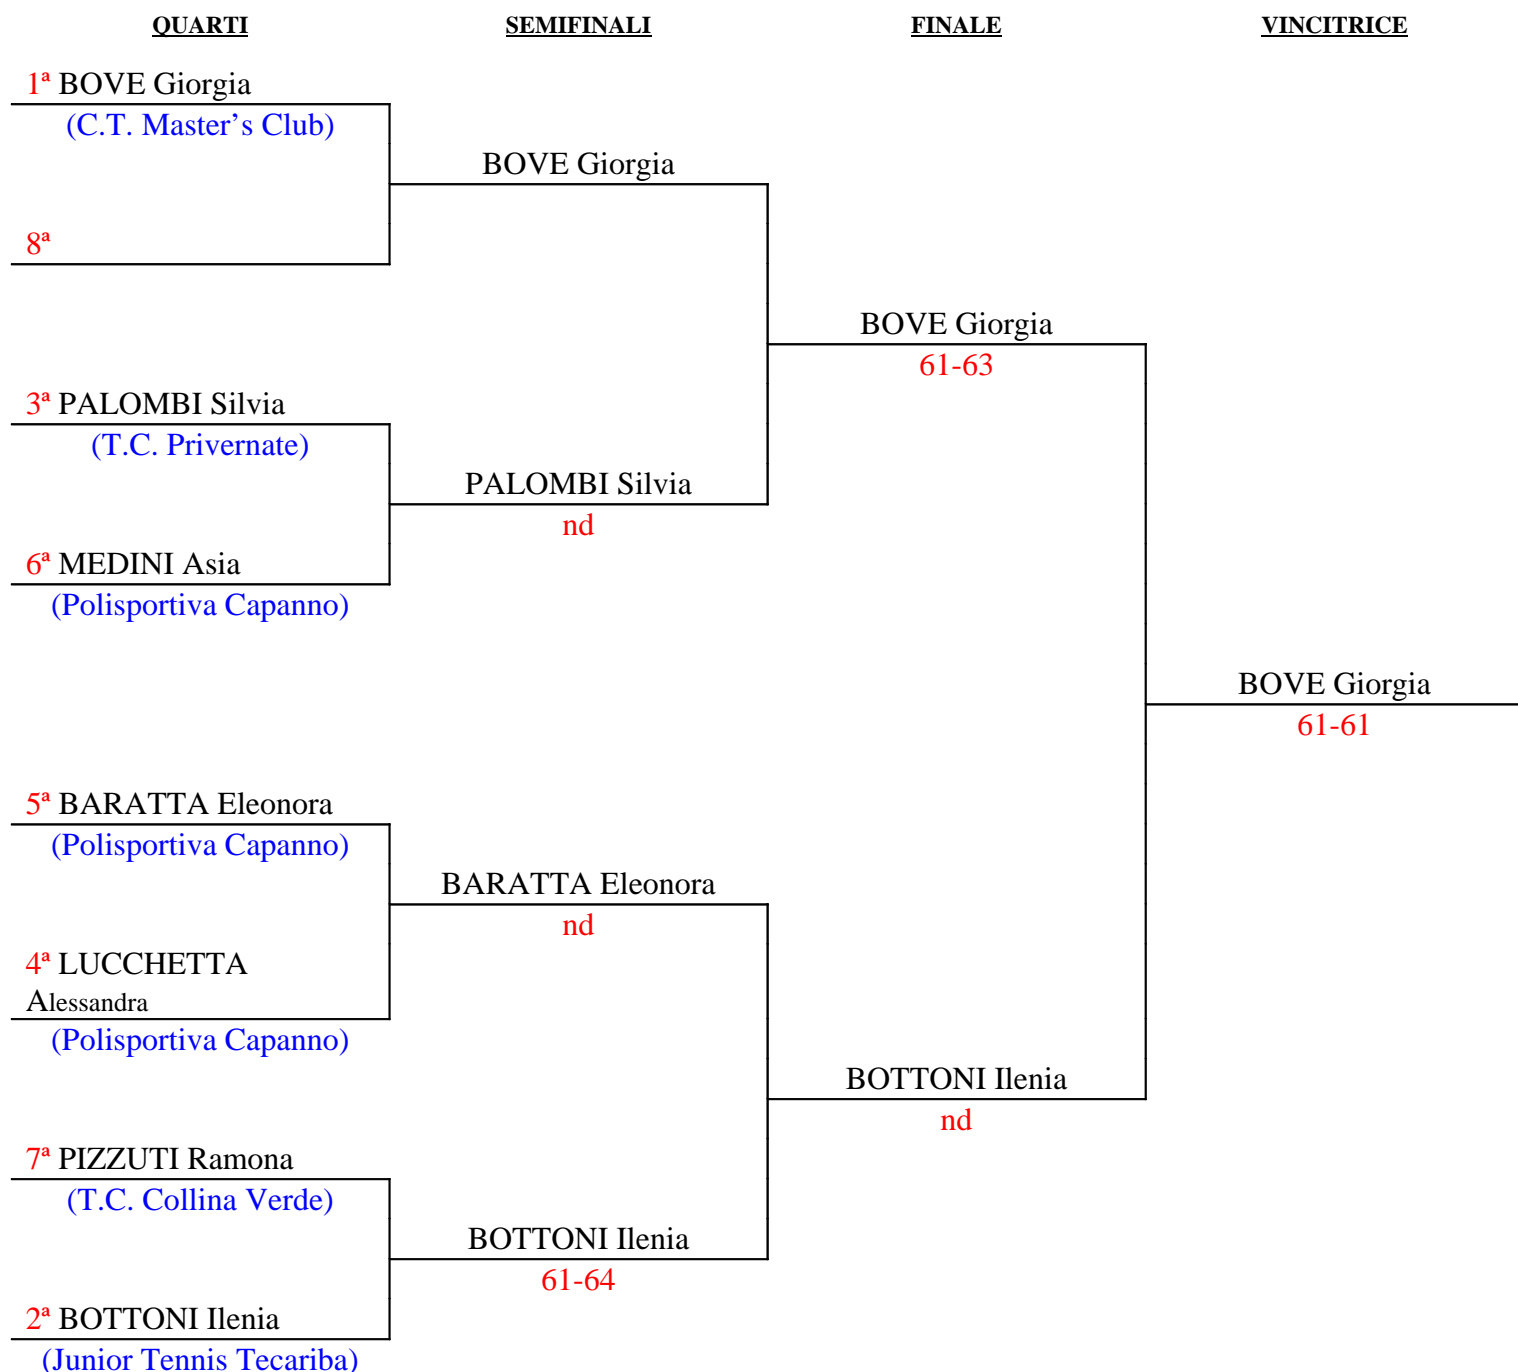 QUARTI SEMIFINALI FINALE VINCITRICE
1ª BOVE Giorgia
(C.T. Master’s Club)
BOVE Giorgia
8ª
BOVE Giorgia
61-63
3ª PALOMBI Silvia
(T.C. Privernate)
PALOMBI Silvia
nd
6ª MEDINI Asia
(Polisportiva Capanno)
BOVE Giorgia
61-61
5ª BARATTA Eleonora
(Polisportiva Capanno)
BARATTA Eleonora
nd
4ª LUCCHETTA
Alessandra
(Polisportiva Capanno)
BOTTONI Ilenia
nd
7ª PIZZUTI Ramona
(T.C. Collina Verde)
BOTTONI Ilenia
61-64
2ª BOTTONI Ilenia
(Junior Tennis Tecariba)